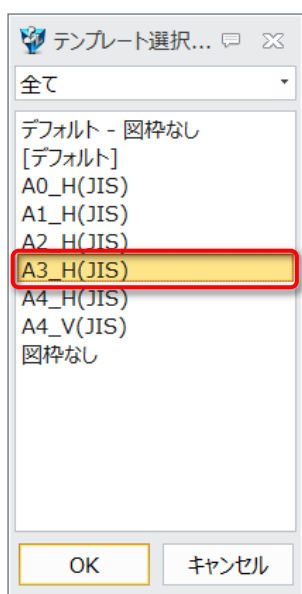 テンプレート選択...
全て
デフォルト - 図枠なし
[デフォルト]
A0_H(JIS)
A1_H(JIS)
A2_H(JIS)
A3_H(JIS)
A4_H(JIS)
A4_V(JIS)
図枠なし
OK
キャンセル